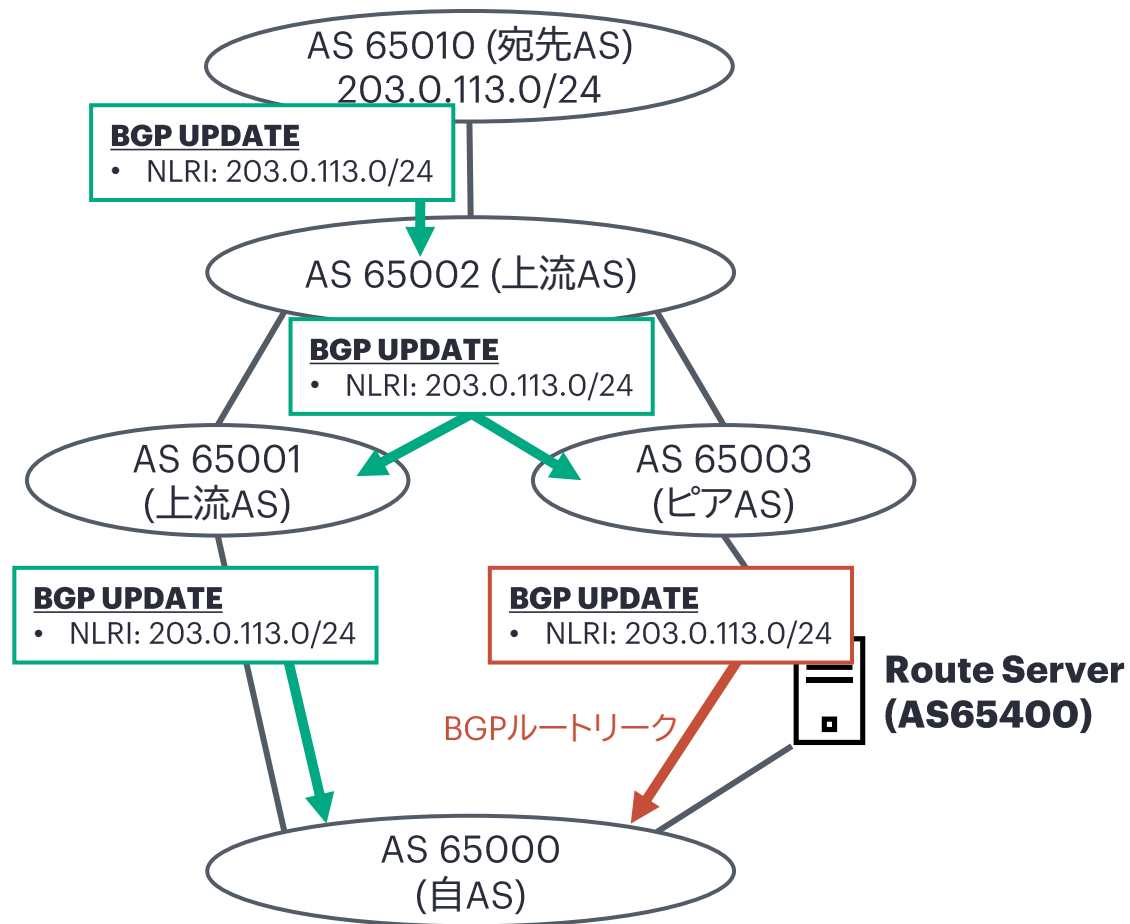 AS 65010 (宛先AS)
203.0.113.0/24
BGP UPDATE
• NLRI: 203.0.113.0/24
AS 65002 (上流AS)
BGP UPDATE
• NLRI: 203.0.113.0/24
AS 65001
(上流AS)
AS 65003
(ピアAS)
BGP UPDATE
• NLRI: 203.0.113.0/24
BGP UPDATE
• NLRI: 203.0.113.0/24
Route Server
(AS65400)
BGPルートリーク
AS 65000
(自AS)